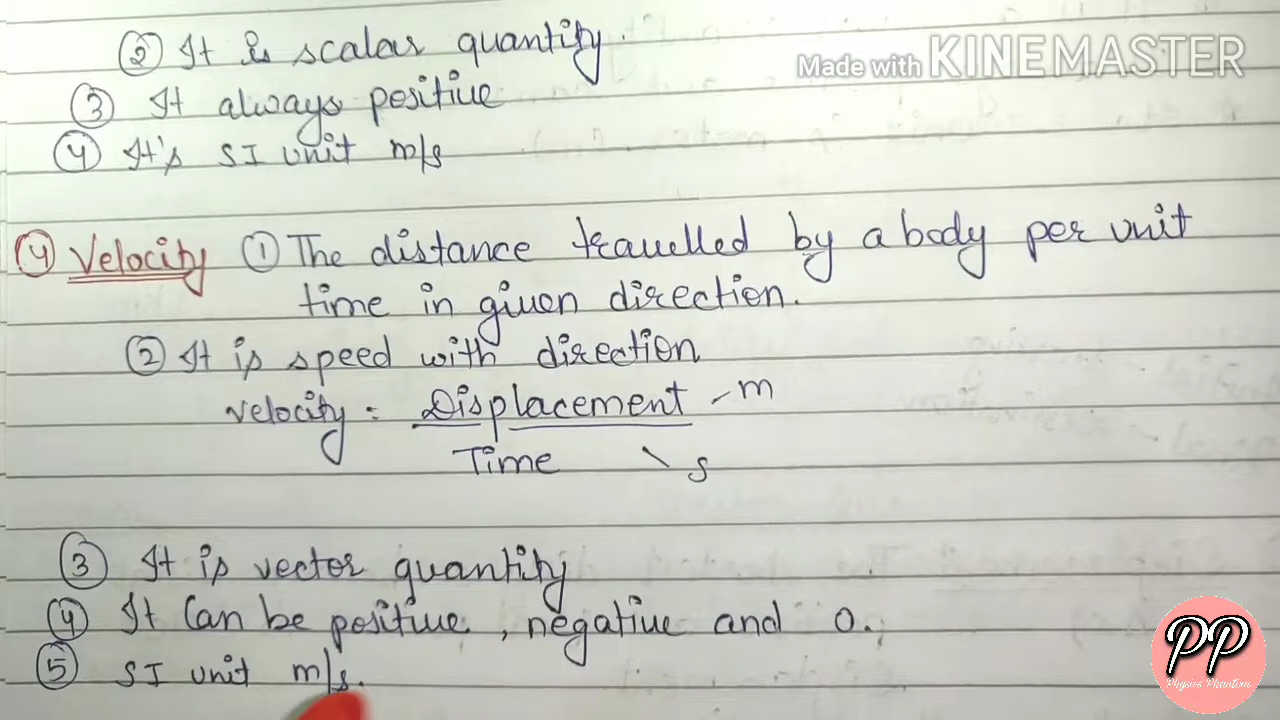 ② It is scalar quantity.
Made with KINEMASTER
③ It always positive
④ It's SI unit m/s
④ Velocity ① The distance travelled by a body per unit
time in given direction.
② It is speed with direction
velocity = Displacement - m
Time \ s
③ It is vector quantity
④ It Can be positive, negative and 0.
⑤ SI unit m/s.
PP
Physics Phantom